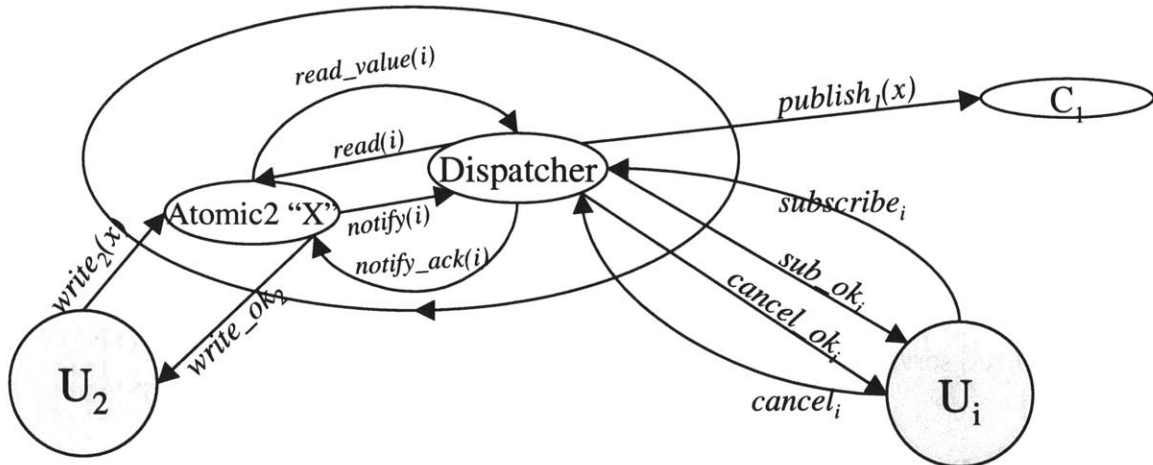 read_value(i)
publish₁(x)
C₁
read(i)
Dispatcher
subscribeᵢ
Atomic2 “X”
notify(i)
write₂(x)
notify_ack(i)
sub_okᵢ
cancel_okᵢ
write_ok₂
U₂
cancelᵢ
Uᵢ